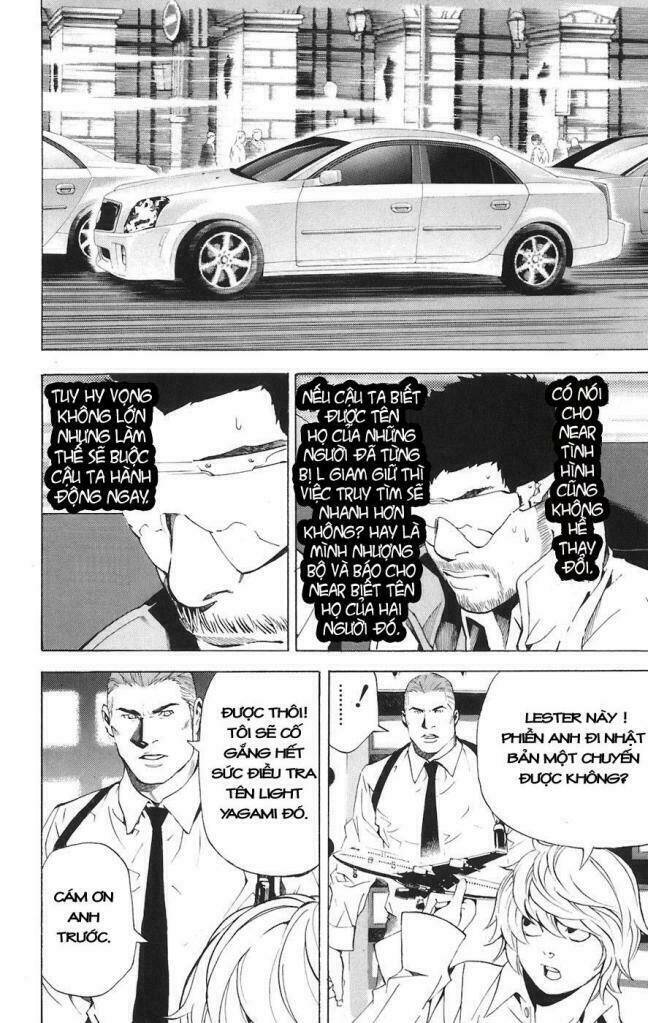 CÓ NÓI
CHO
NEAR
TÌNH
HÌNH
CŨNG
KHÔNG
HỀ
THAY
ĐỔI.
NẾU CẬU TA BIẾT
ĐƯỢC TÊN
HỌ CỦA NHỮNG
NGƯỜI ĐÃ TỪNG
BỊ L GIAM GIỮ THÌ
VIỆC TRUY TÌM SẼ
NHANH HƠN
KHÔNG? HAY LÀ
MÌNH NHƯỢNG
BỘ VÀ BÁO CHO
NEAR BIẾT TÊN
HỌ CỦA HAI
NGƯỜI ĐÓ.
TUY HY VỌNG
KHÔNG LỚN
NHƯNG LÀM
THẾ SẼ BUỘC
CẬU TA HÀNH
ĐỘNG NGAY.
LESTER NÀY !
PHIỀN ANH ĐI NHẬT
BẢN MỘT CHUYẾN
ĐƯỢC KHÔNG?
!
ĐƯỢC THÔI!
TÔI SẼ CỐ
GẮNG HẾT
SỨC ĐIỀU TRA
TÊN LIGHT
YAGAMI ĐÓ.
CÁM ƠN
ANH
TRƯỚC.